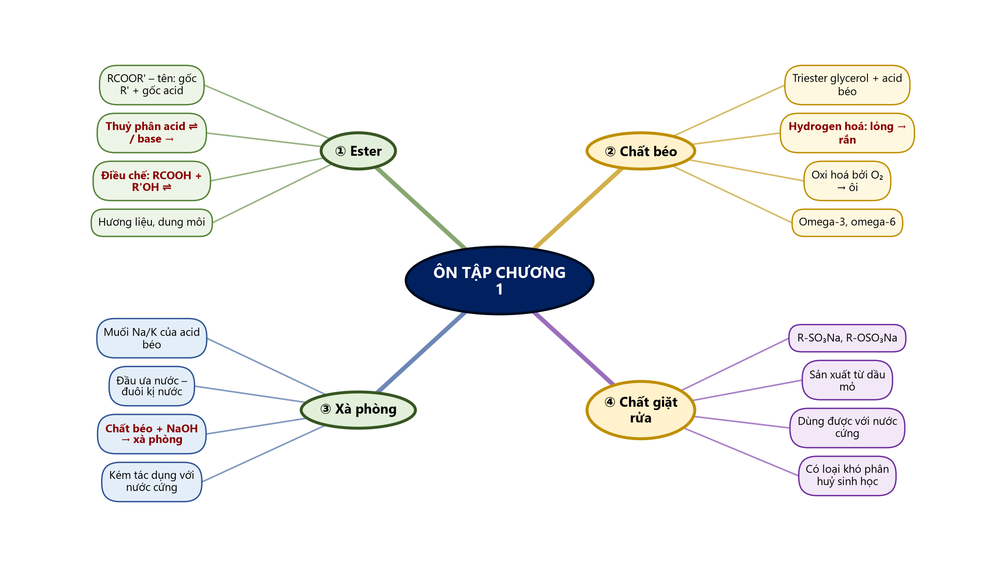 RCOOR' – tên: gốc
R' + gốc acid
Thuỷ phân acid ⇌
/ base →
Điều chế: RCOOH +
R'OH ⇌
Hương liệu, dung môi
① Ester
② Chất béo
Triester glycerol + acid
béo
Hydrogen hoá: lỏng →
rắn
Oxi hoá bởi O₂
→ ôi
Omega-3, omega-6
ÔN TẬP CHƯƠNG
1
Muối Na/K của acid
béo
Đầu ưa nước –
đuôi kị nước
Chất béo + NaOH
→ xà phòng
Kém tác dụng với
nước cứng
③ Xà phòng
④ Chất giặt
rửa
R-SO₃Na, R-OSO₃Na
Sản xuất từ dầu
mỏ
Dùng được với nước
cứng
Có loại khó phân
huỷ sinh học